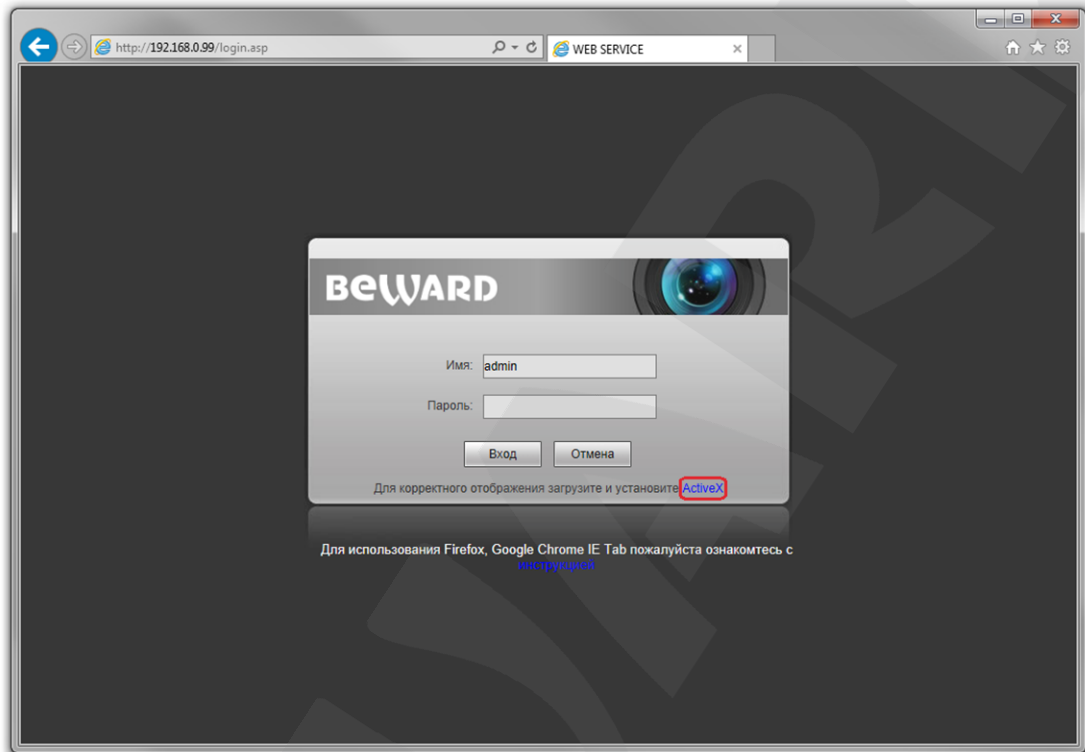 http://192.168.0.99/login.asp
WEB SERVICE
BEWARD
Имя: admin
Пароль:
Вход Отмена
Для корректного отображения загрузите и установите ActiveX
Для использования Firefox, Google Chrome IE Tab пожалуйста ознакомтесь с
инструкцией